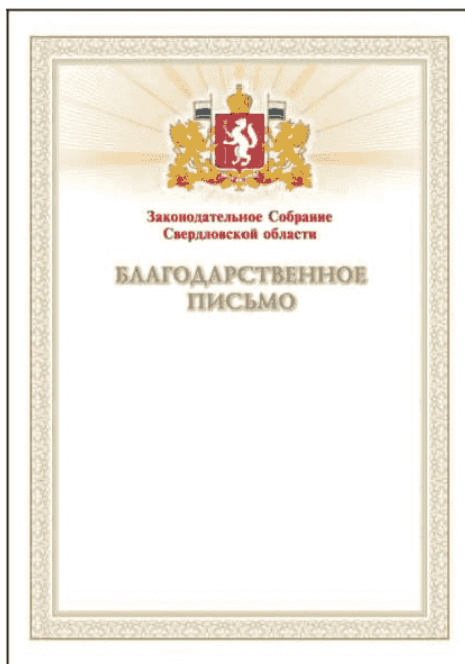 Законодательное Собрание
Свердловской области
БЛАГОДАРСТВЕННОЕ
ПИСЬМО